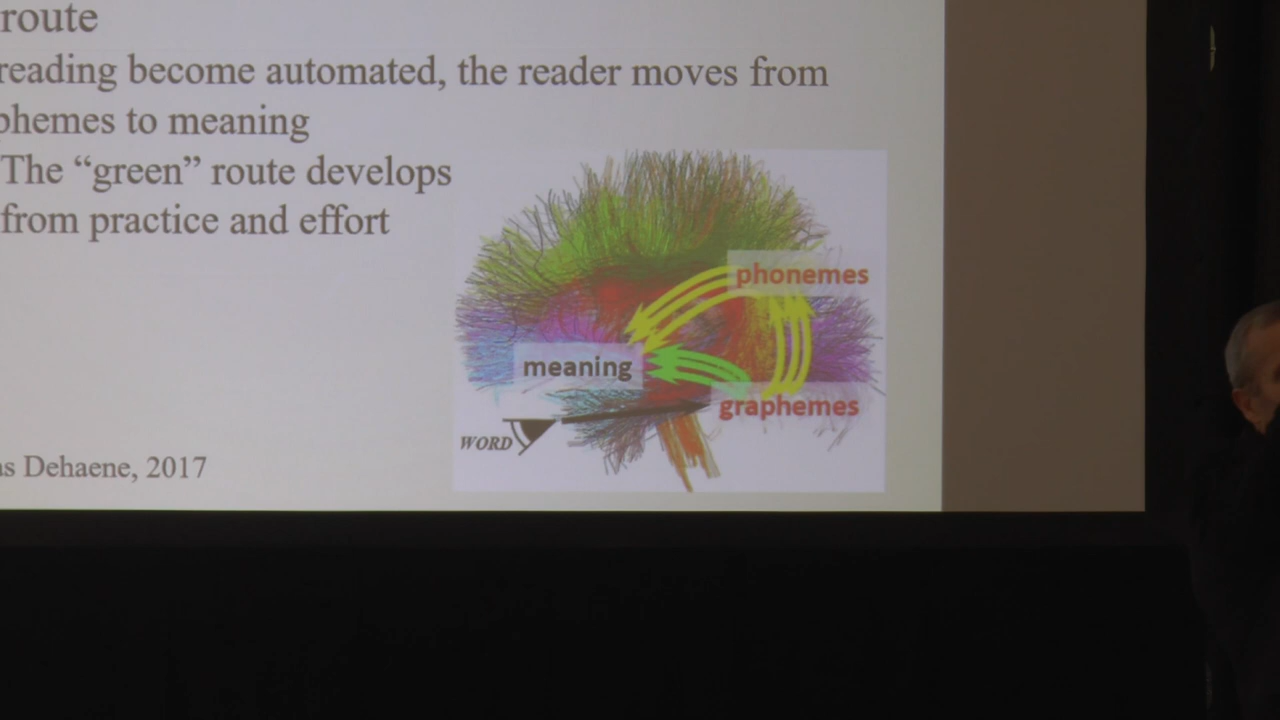 route
reading become automated, the reader moves from
phemes to meaning
The “green” route develops
from practice and effort
phonemes
meaning
graphemes
WORD
as Dehaene, 2017